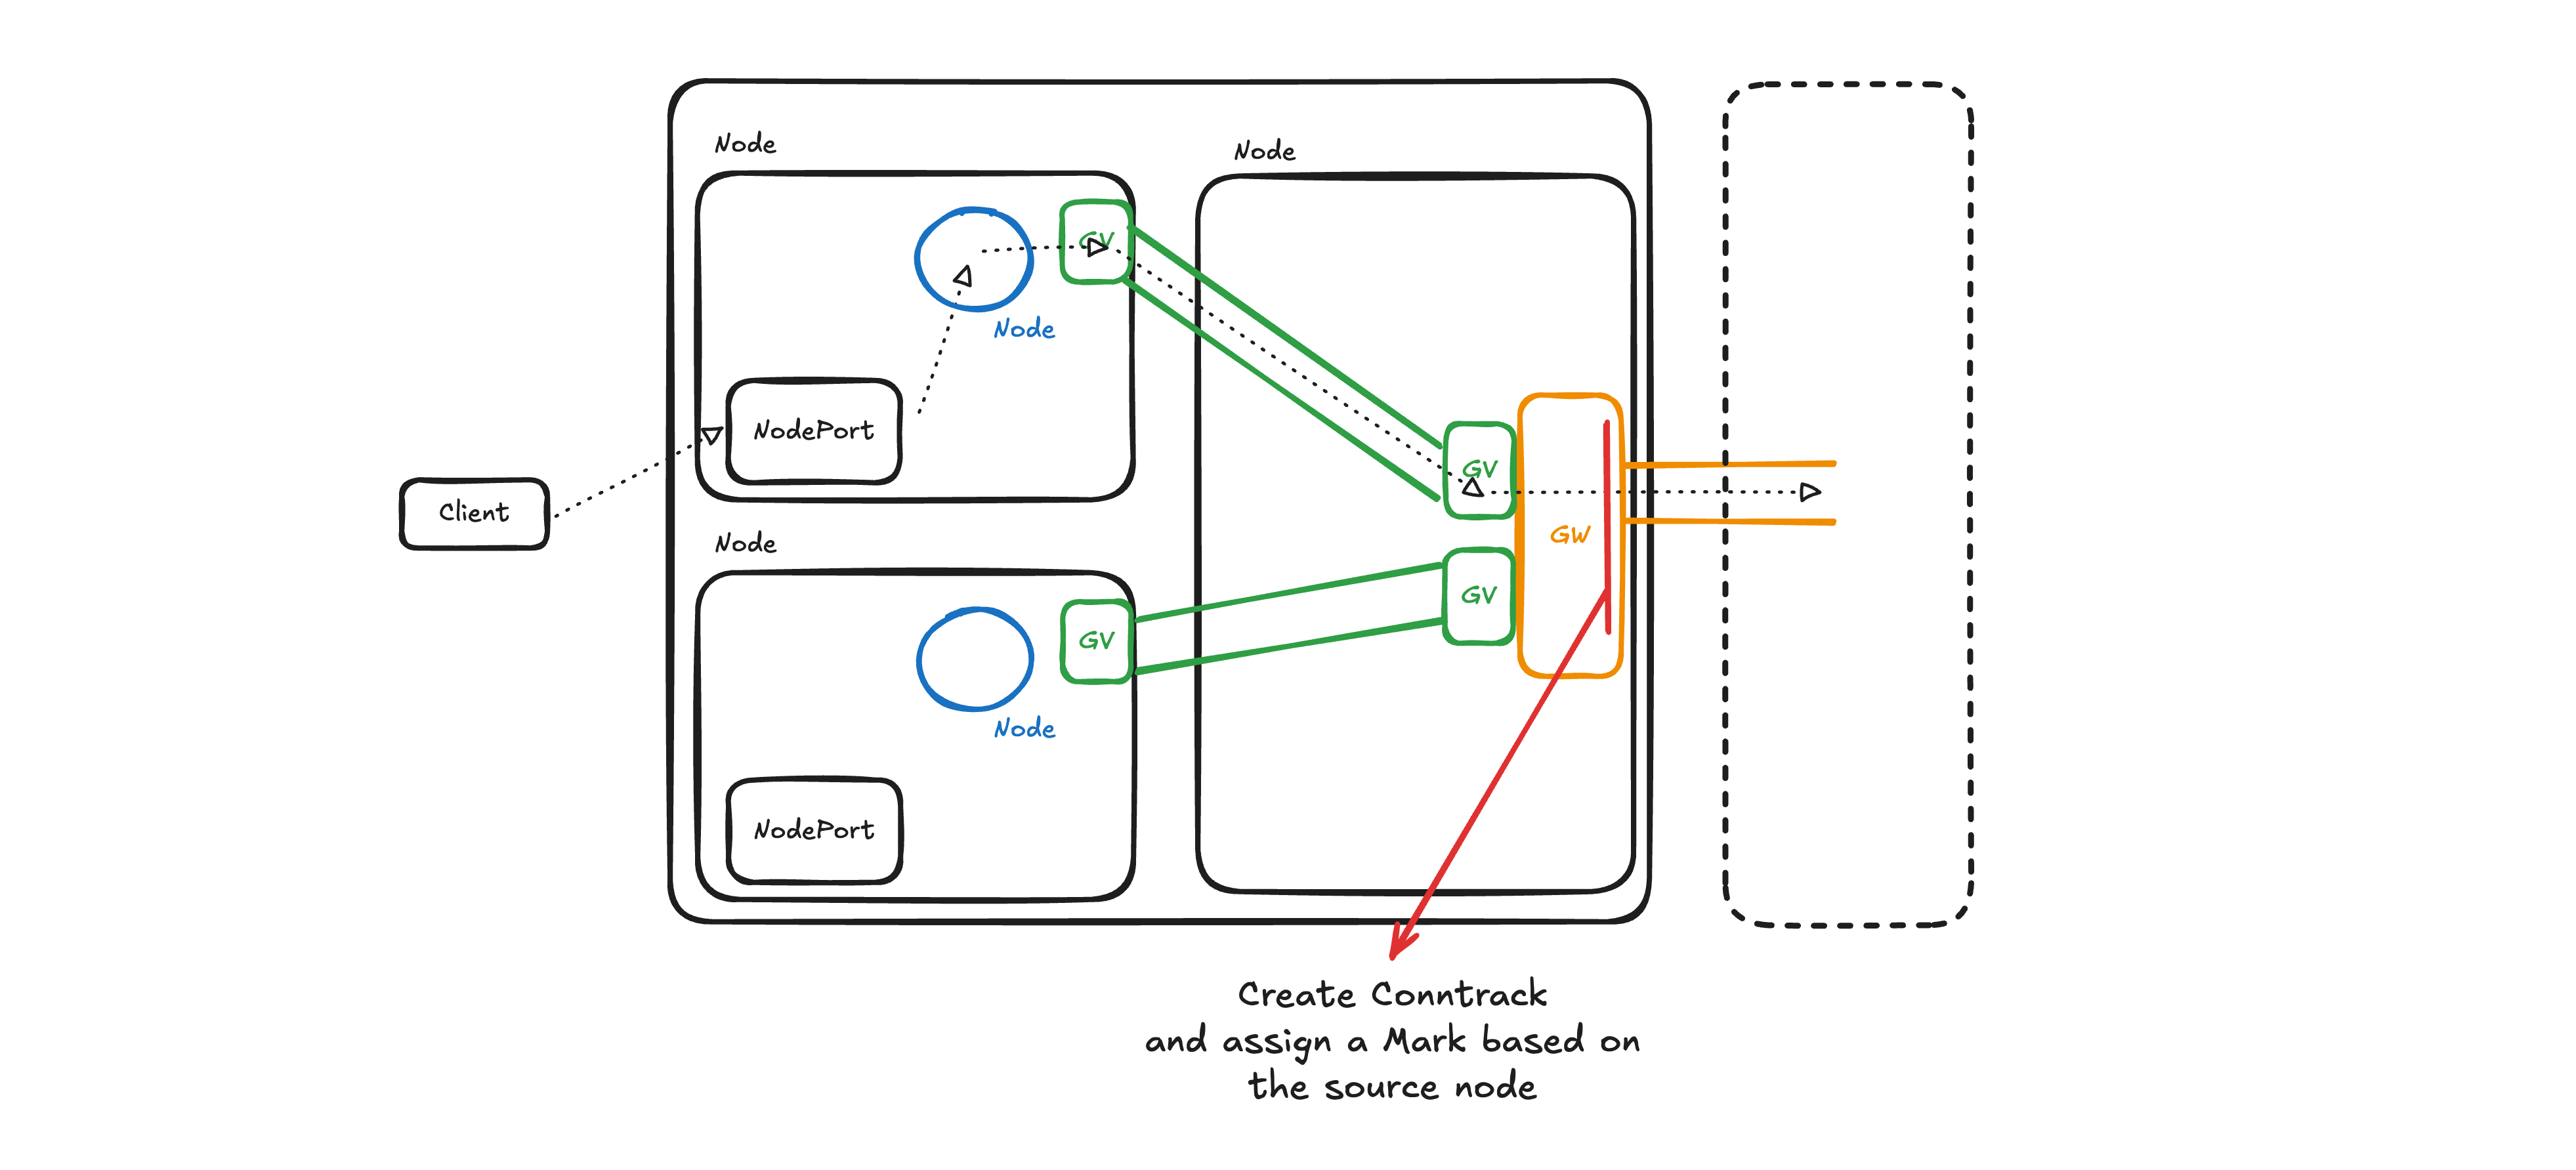 Node
Node
GV
Node
NodePort
GV
Client
GW
Node
GV
GV
Node
NodePort
Create Conntrack
and assign a Mark based on
the source node